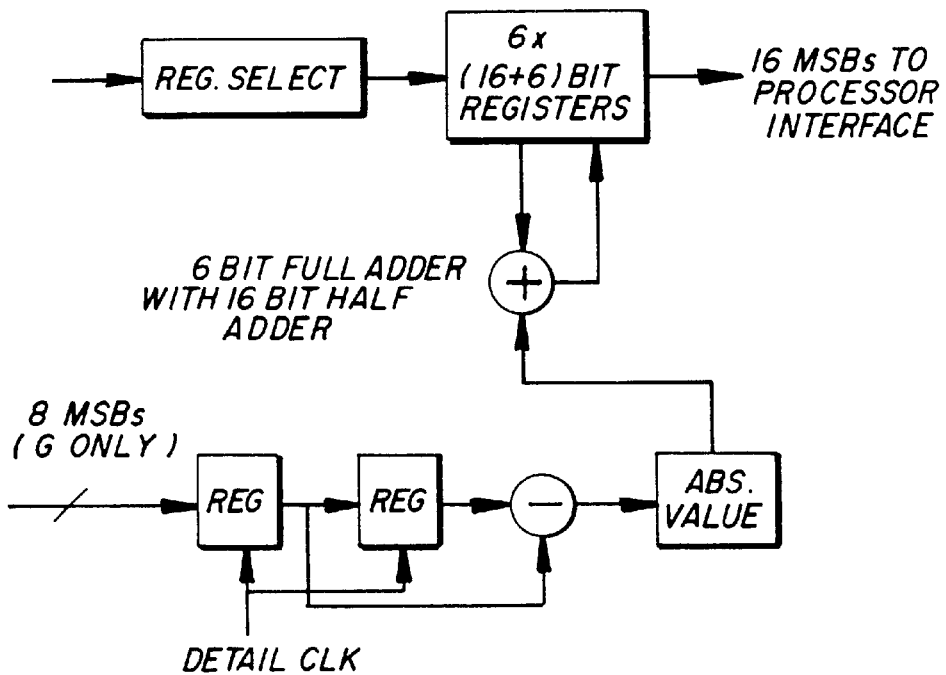 REG. SELECT
6 x
(16+6) BIT
REGISTERS
16 MSBs TO
PROCESSOR
INTERFACE
6 BIT FULL ADDER
WITH 16 BIT HALF
ADDER
+
8 MSBs
(G ONLY)
REG
REG
−
ABS.
VALUE
DETAIL CLK